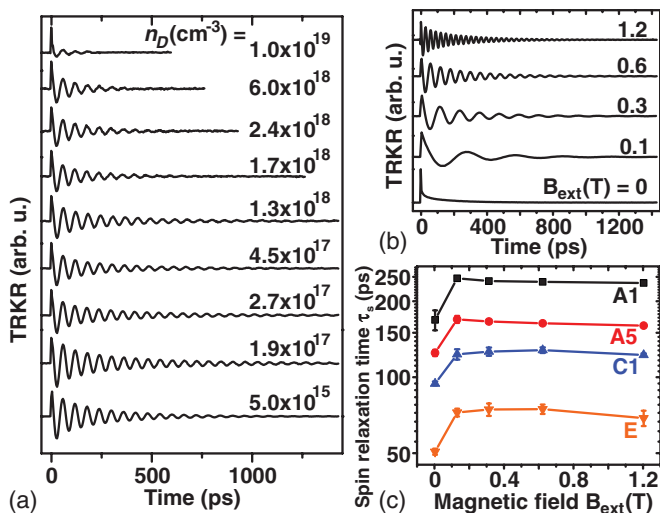 (a)
n_D(cm⁻³) =
1.0x10¹⁹
6.0x10¹⁸
2.4x10¹⁸
1.7x10¹⁸
1.3x10¹⁸
4.5x10¹⁷
2.7x10¹⁷
1.9x10¹⁷
5.0x10¹⁵
TRKR (arb. u.)
0 500 1000
Time (ps)
(b)
1.2
0.6
0.3
0.1
B_ext(T) = 0
TRKR (arb. u.)
0 400 800 1200
Time (ps)
(c)
Spin relaxation time τ_s (ps)
250
200
150
100
50
A1
A5
C1
E
0 0.4 0.8 1.2
Magnetic field B_ext(T)